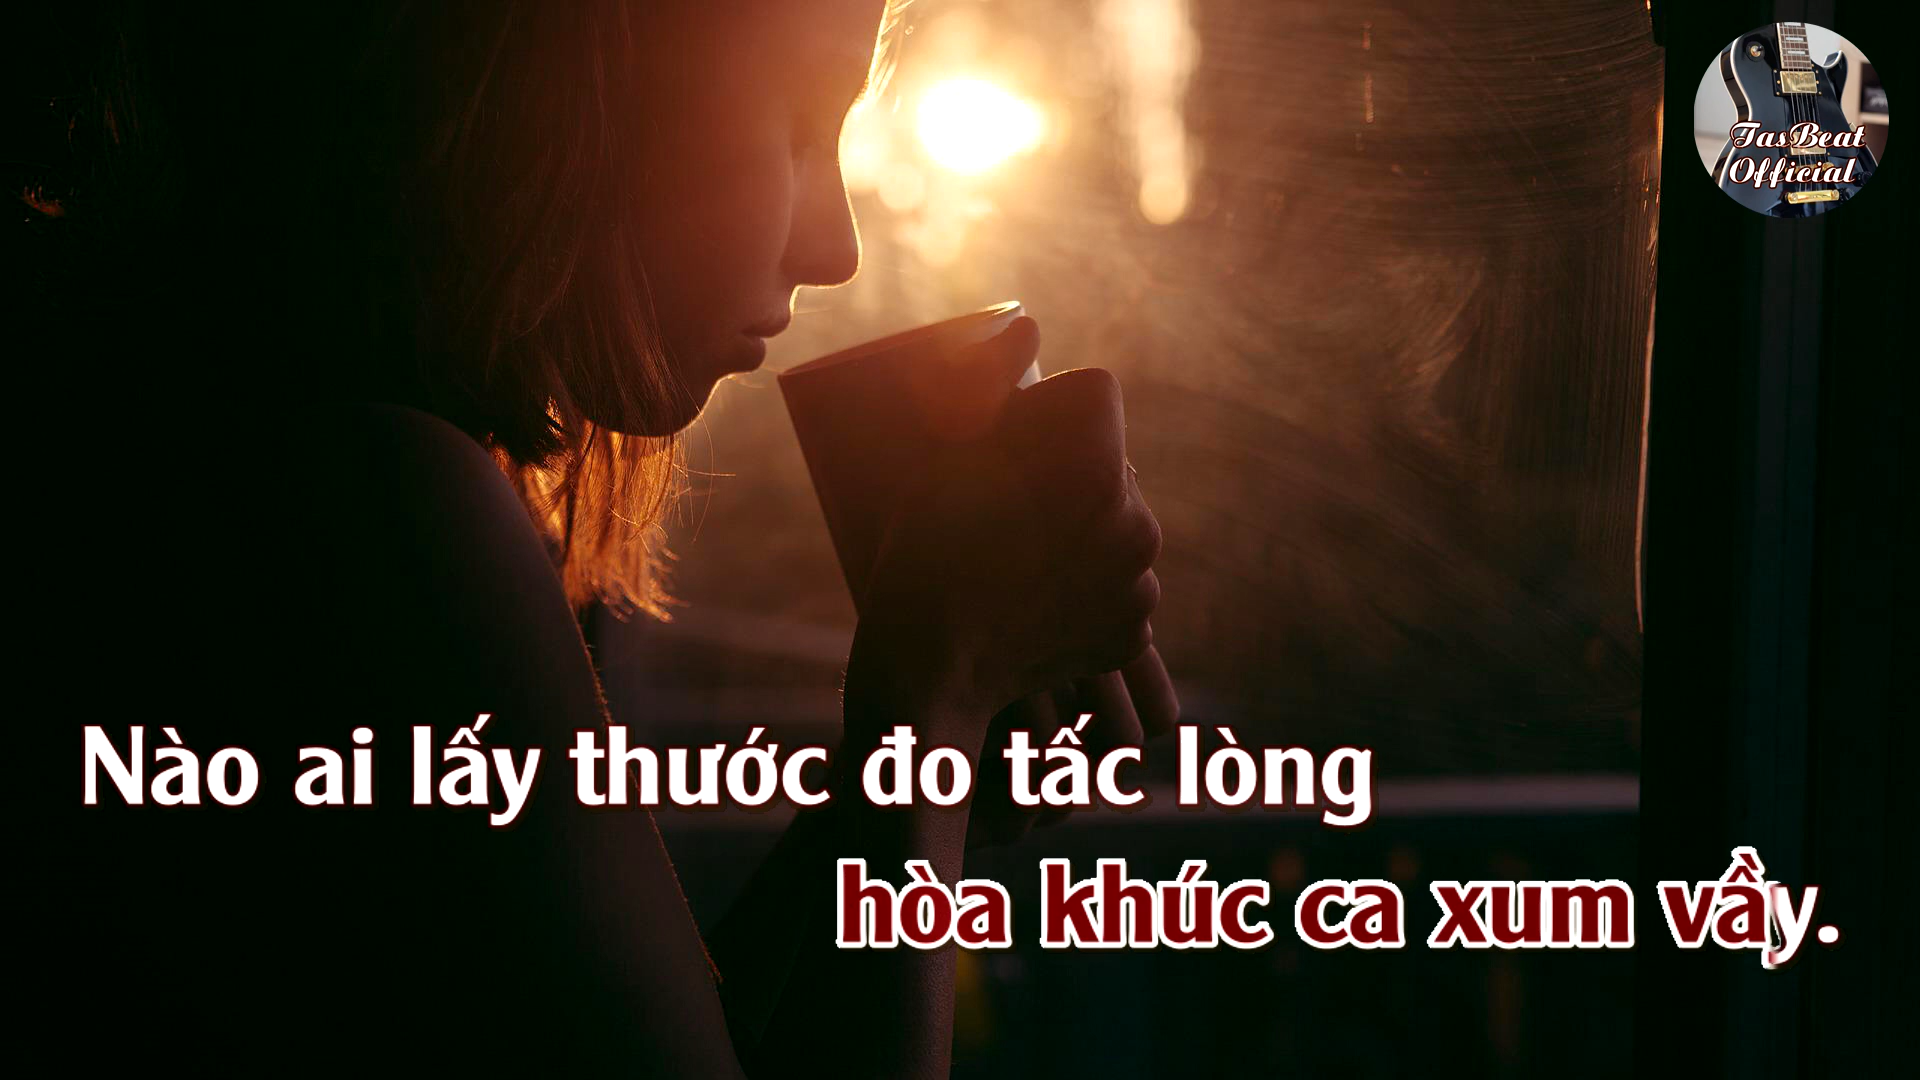 TasBeat
Official
Nào ai lấy thước đo tấc lòng
hòa khúc ca xum vầy.